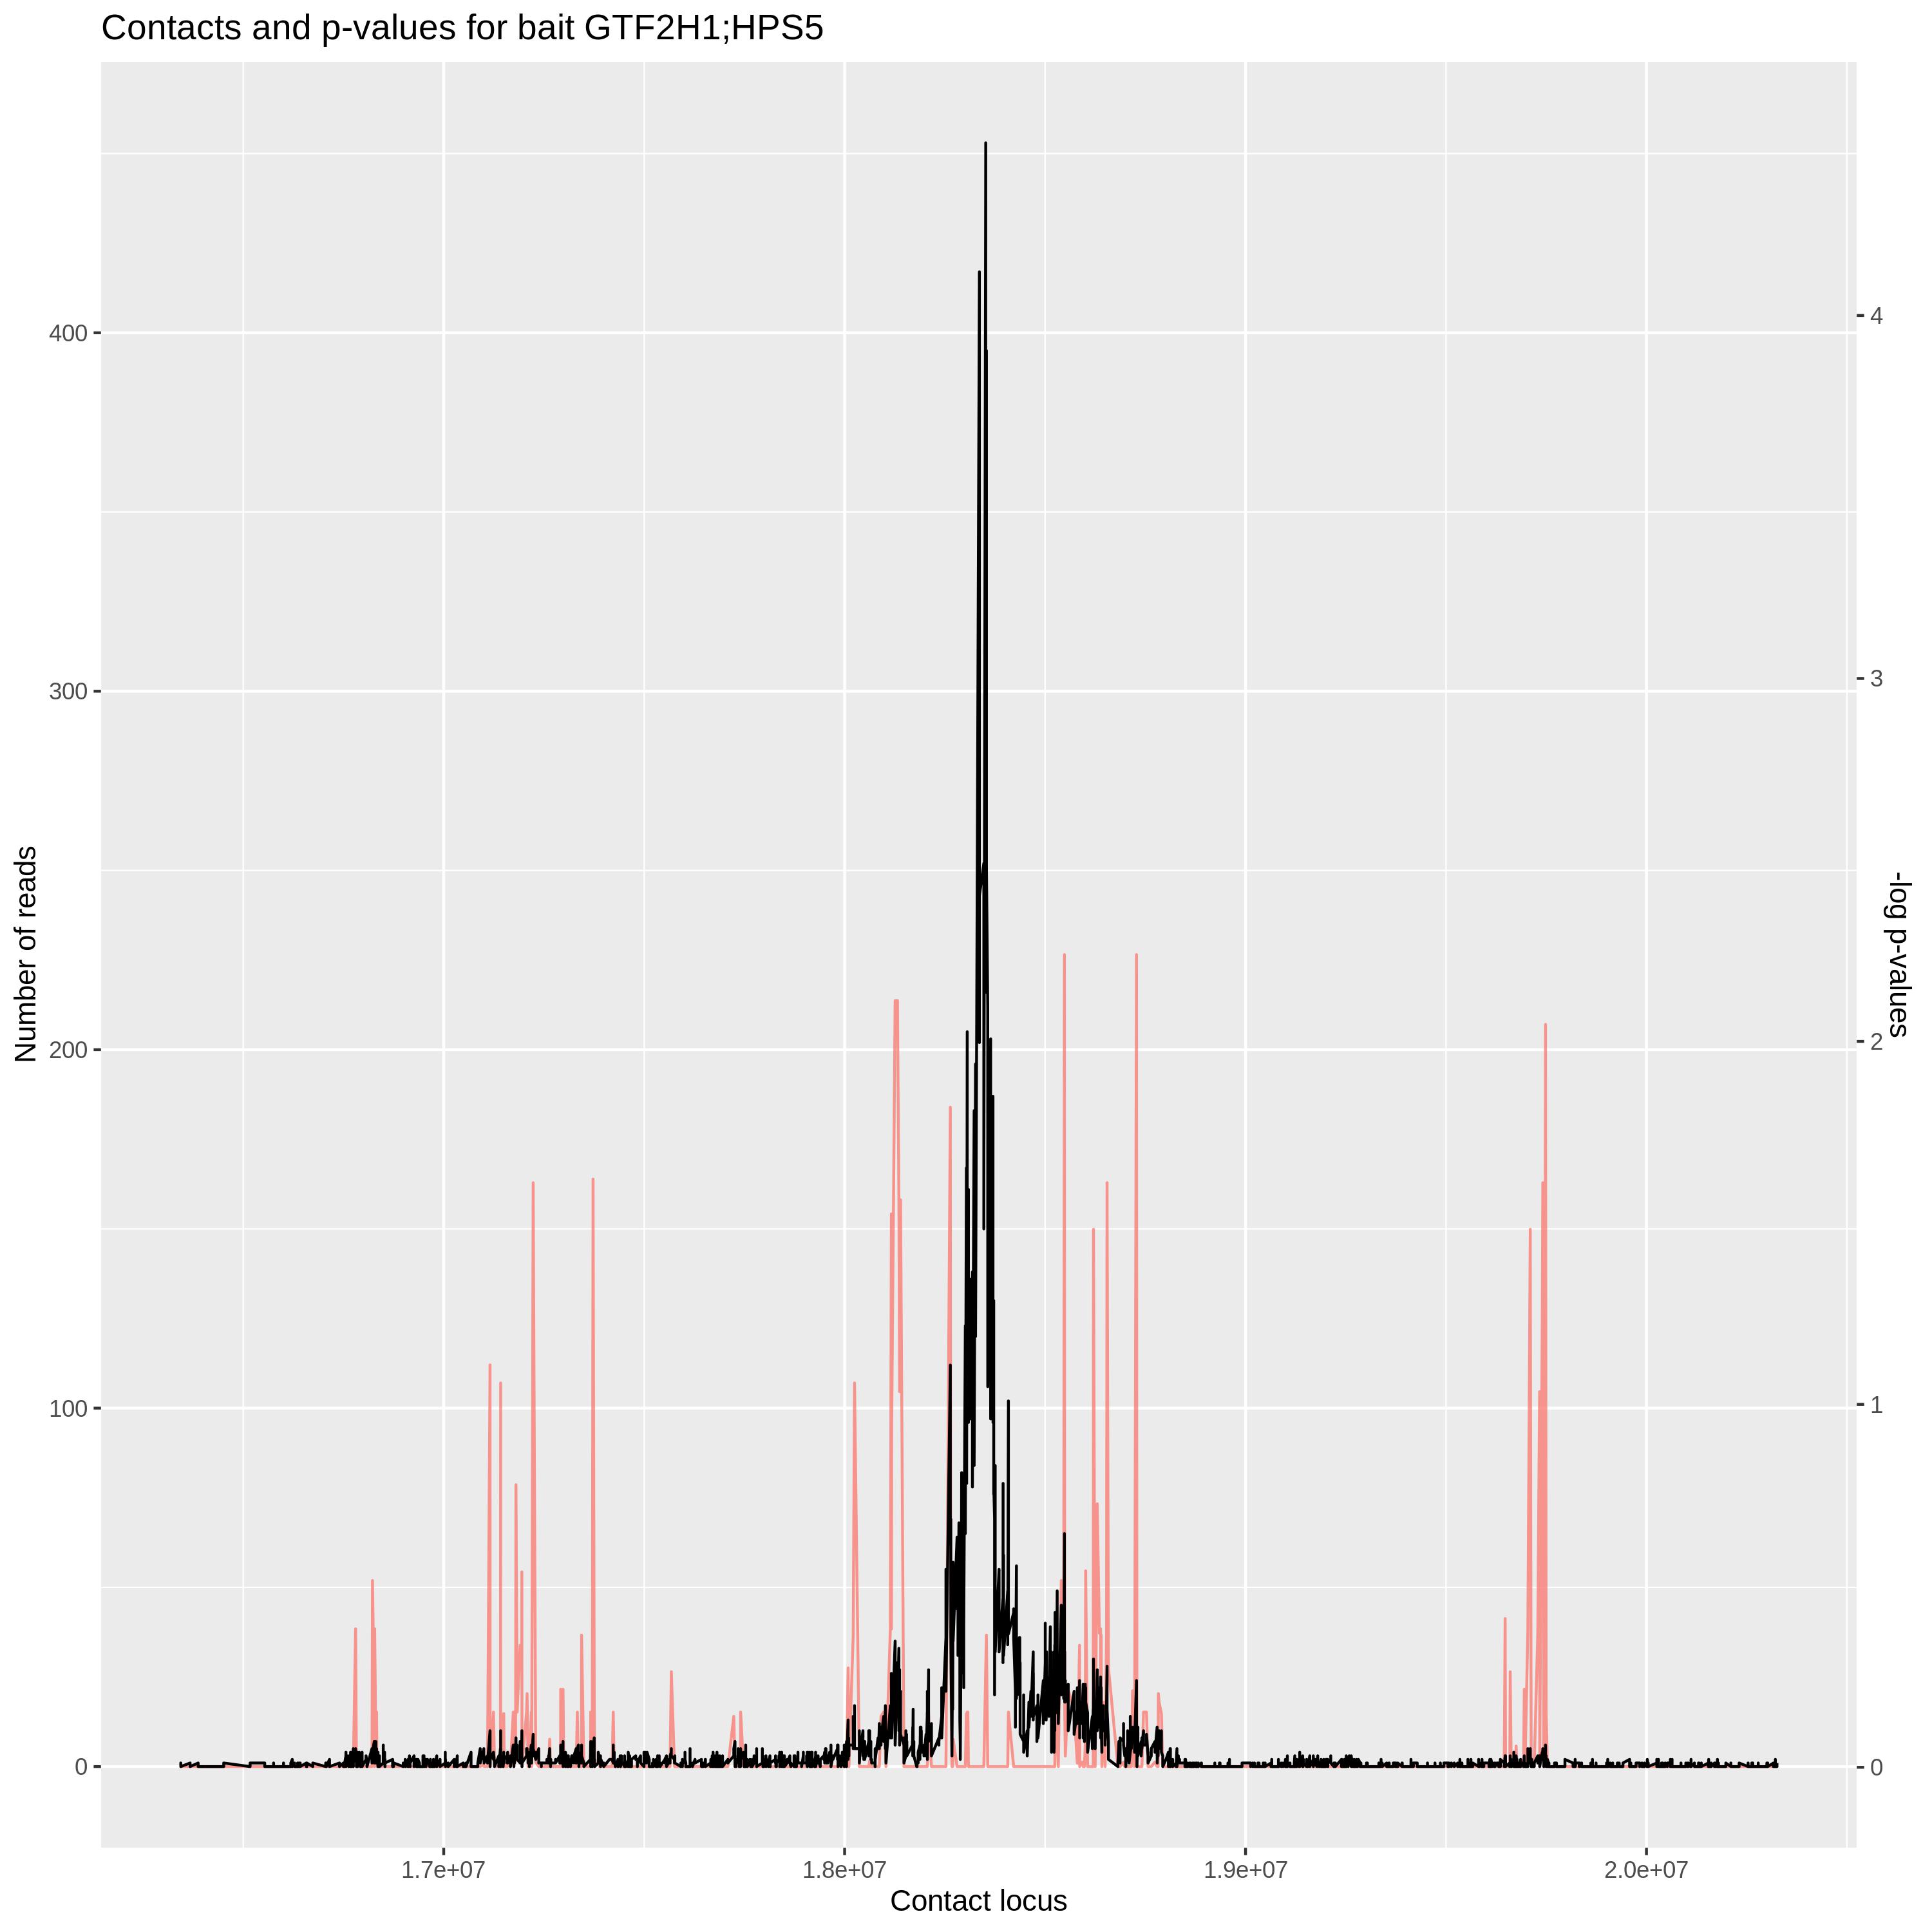 Contacts and p-values for bait GTF2H1;HPS5
Number of reads
400
300
200
100
0
4
3
2
1
0
-log p-values
1.7e+07 1.8e+07 1.9e+07 2.0e+07
Contact locus